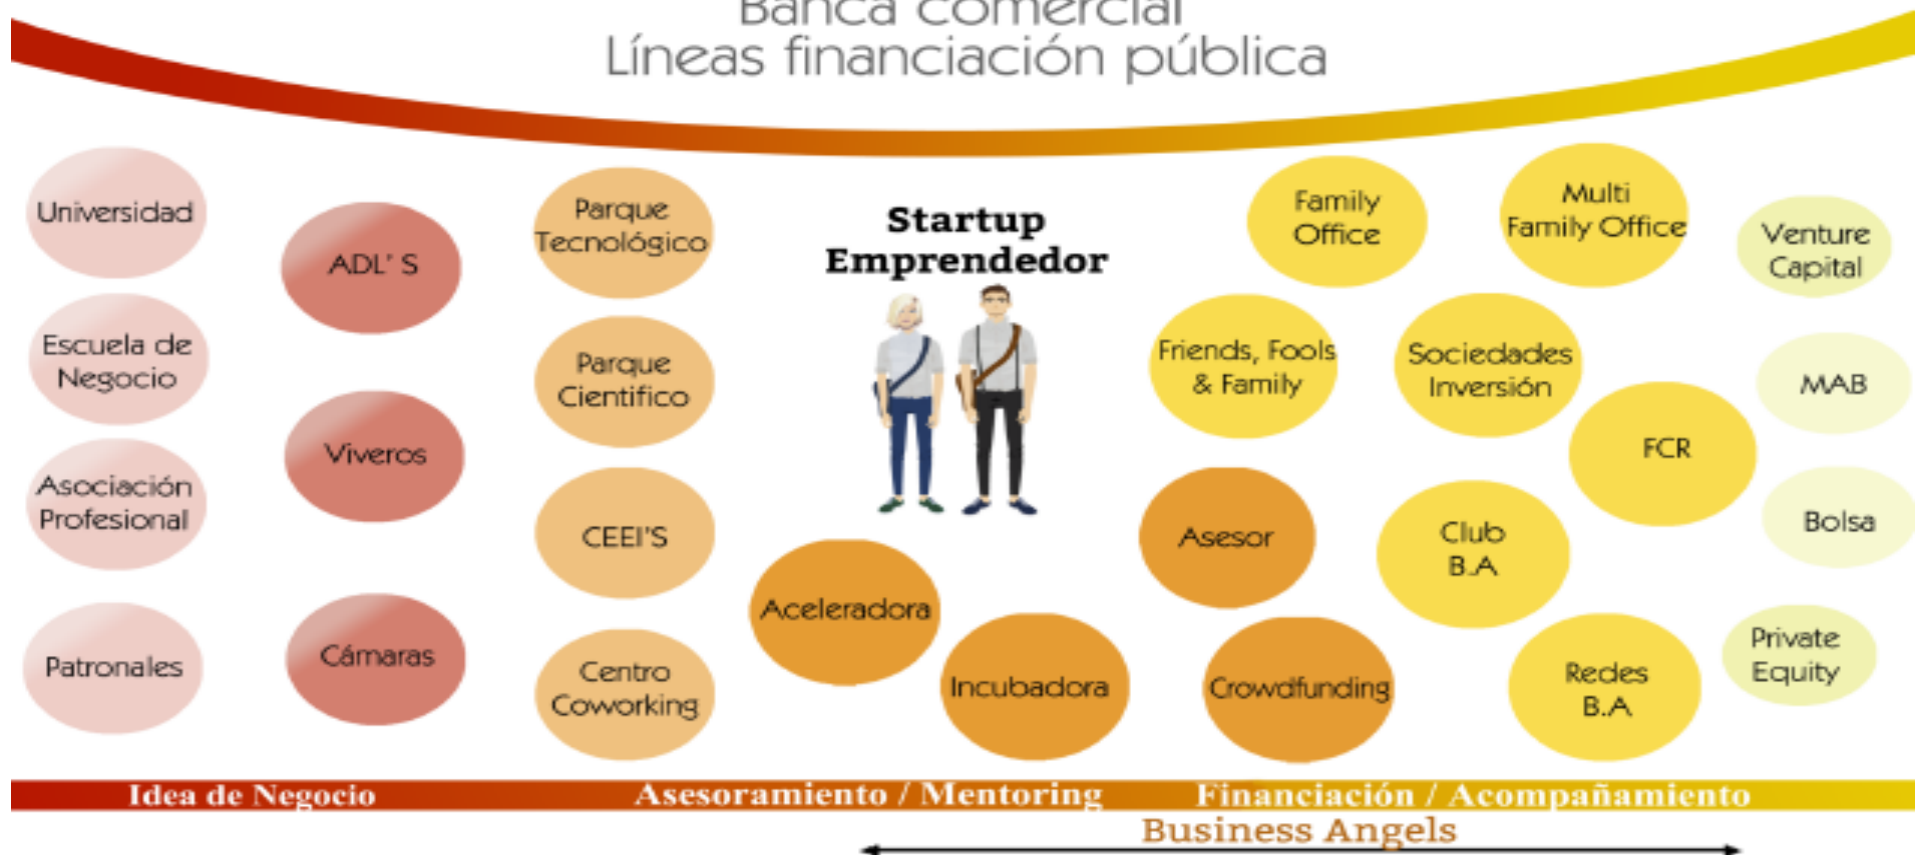 Banca comercial
Líneas financiación pública
Universidad
Escuela de
Negocio
Asociación
Profesional
Patronales
ADL' S
Viveros
Cámaras
Parque
Tecnológico
Parque
Cientifico
CEEI'S
Centro
Coworking
Startup
Emprendedor
Aceleradora
Incubadora
Asesor
Crowdfunding
Family
Office
Multi
Family Office
Friends, Fools
& Family
Sociedades
Inversión
FCR
Club
B.A
Redes
B.A
Venture
Capital
MAB
Bolsa
Private
Equity
Idea de Negocio
Asesoramiento / Mentoring
Financiación / Acompañamiento
Business Angels